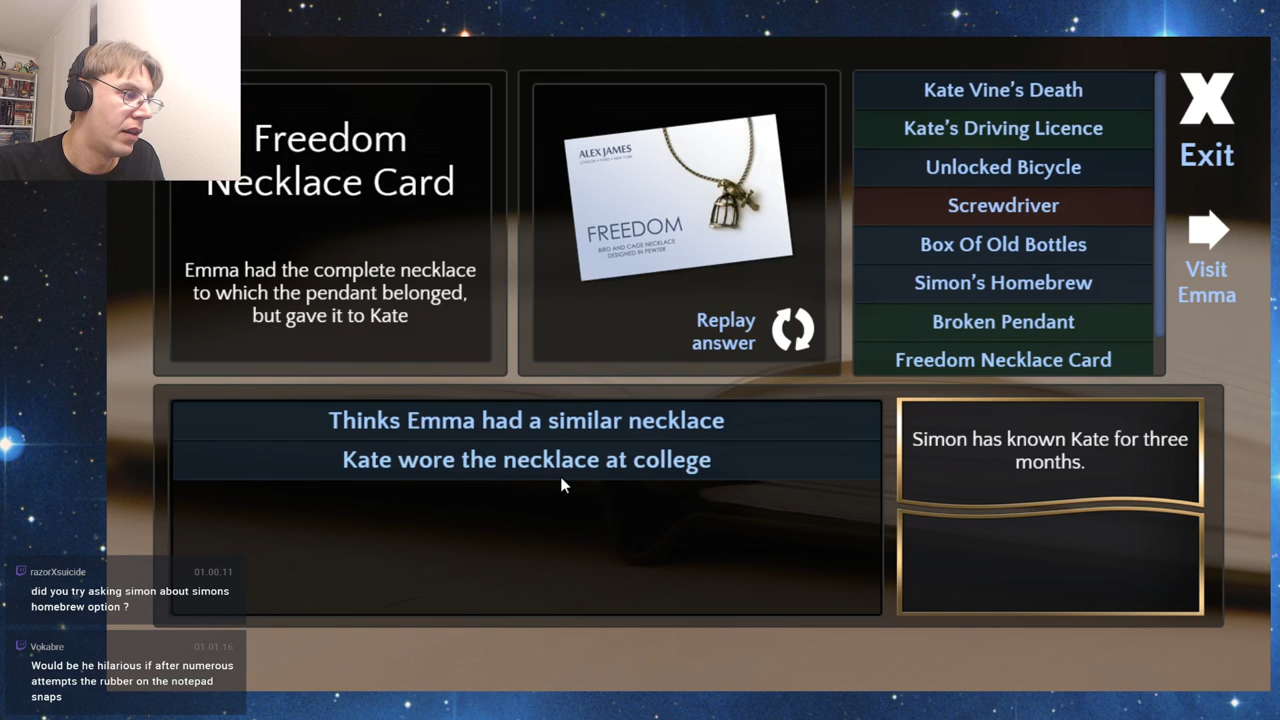 Freedom
Necklace Card
Emma had the complete necklace
to which the pendant belonged,
but gave it to Kate
ALEX JAMES
FREEDOM
BIRD AND CAGE NECKLACE
DESIGNED IN PEWTER
Replay
answer
Kate Vine's Death
Kate's Driving Licence
Unlocked Bicycle
Screwdriver
Box Of Old Bottles
Simon's Homebrew
Broken Pendant
Freedom Necklace Card
Exit
Visit
Emma
Thinks Emma had a similar necklace
Kate wore the necklace at college
Simon has known Kate for three
months.
razorXsuicide 01.00.11
did you try asking simon about simons
homebrew option ?
Vokabre 01.01.16
Would be he hilarious if after numerous
attempts the rubber on the notepad
snaps